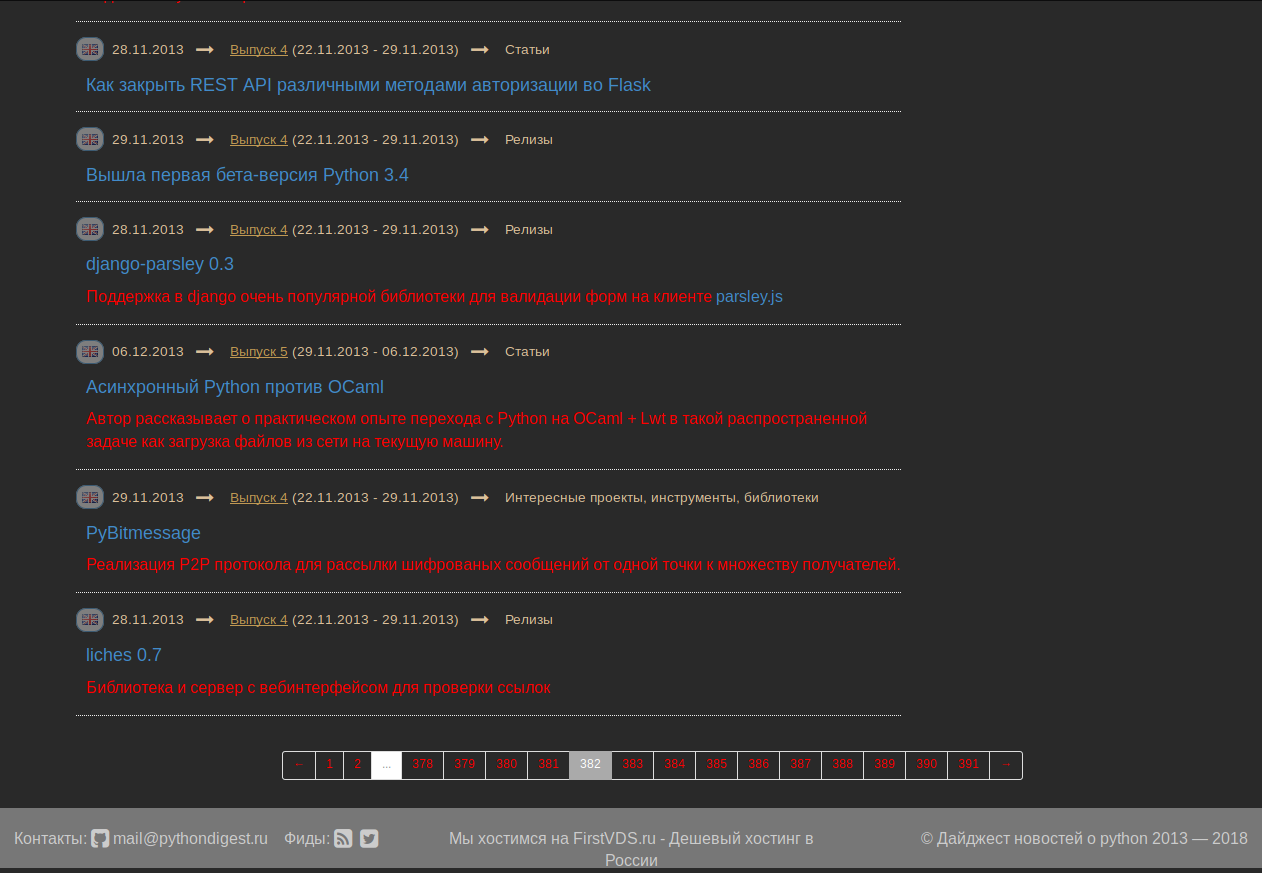 28.11.2013 → Выпуск 4 (22.11.2013 - 29.11.2013) → Статьи
Как закрыть REST API различными методами авторизации во Flask
29.11.2013 → Выпуск 4 (22.11.2013 - 29.11.2013) → Релизы
Вышла первая бета-версия Python 3.4
28.11.2013 → Выпуск 4 (22.11.2013 - 29.11.2013) → Релизы
django-parsley 0.3
Поддержка в django очень популярной библиотеки для валидации форм на клиенте parsley.js
06.12.2013 → Выпуск 5 (29.11.2013 - 06.12.2013) → Статьи
Асинхронный Python против OCaml
Автор рассказывает о практическом опыте перехода с Python на OCaml + Lwt в такой распространенной
задаче как загрузка файлов из сети на текущую машину.
29.11.2013 → Выпуск 4 (22.11.2013 - 29.11.2013) → Интересные проекты, инструменты, библиотеки
PyBitmessage
Реализация P2P протокола для рассылки шифрованых сообщений от одной точки к множеству получателей.
28.11.2013 → Выпуск 4 (22.11.2013 - 29.11.2013) → Релизы
liches 0.7
Библиотека и сервер с вебинтерфейсом для проверки ссылок
← 1 2 ... 378 379 380 381 382 383 384 385 386 387 388 389 390 391 →
Контакты: mail@pythondigest.ru Фиды: Мы хостимся на FirstVDS.ru - Дешевый хостинг в © Дайджест новостей о python 2013 — 2018
России